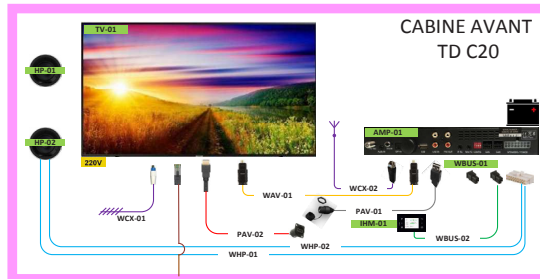 CABINE AVANT
TD C20
TV-01
HP-01
HP-02
220V
AMP-01
WBUS-01
WCX-01
WAV-01
WCX-02
PAV-01
IHM-01
PAV-02
WHP-02
WBUS-02
WHP-01